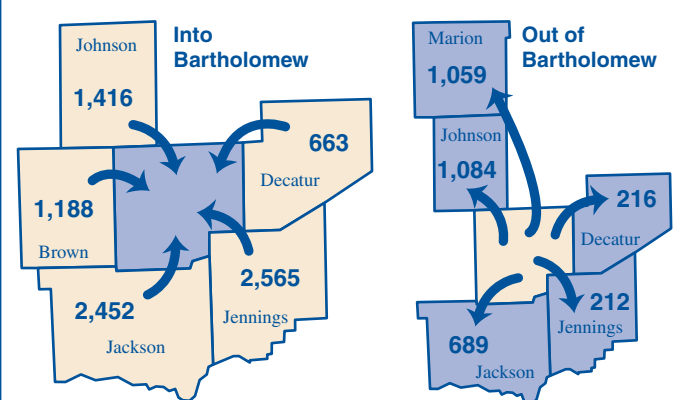 Into
Bartholomew
Johnson
1,416
663
Decatur
1,188
Brown
2,565
Jennings
2,452
Jackson
Out of
Bartholomew
Marion
1,059
Johnson
1,084
216
Decatur
212
Jennings
689
Jackson